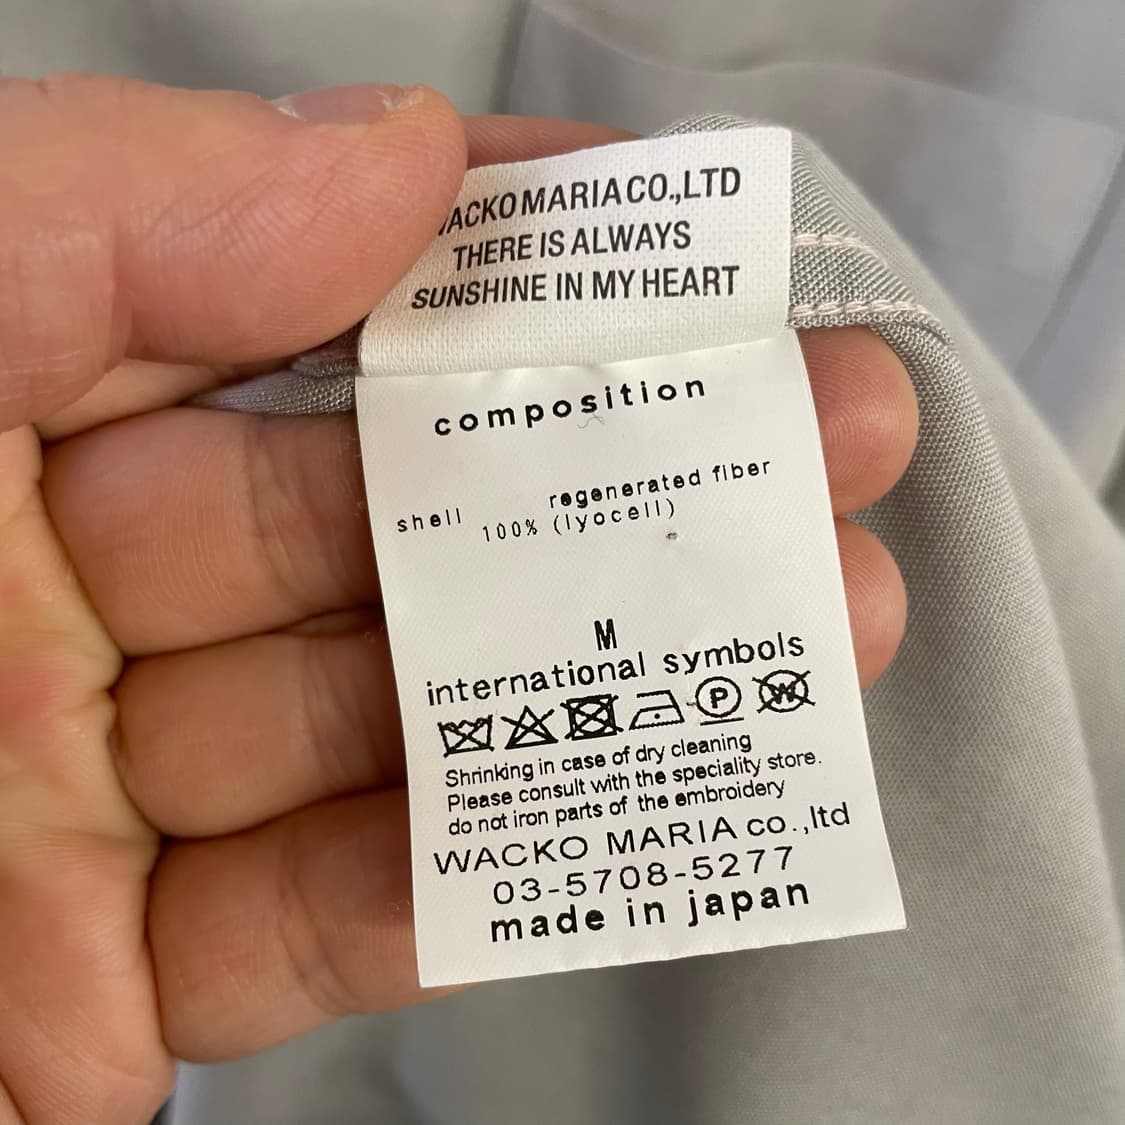 ACKO MARIA CO.,LTD
THERE IS ALWAYS
SUNSHINE IN MY HEART
composition
regenerated fiber
shell 100% (lyocell)
M
international symbols
P W
Shrinking in case of dry cleaning
Please consult with the speciality store.
do not iron parts of the embroidery
WACKO MARIA co.,ltd
03-5708-5277
made in japan